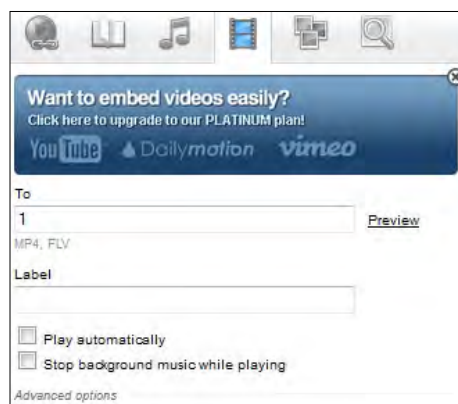 Want to embed videos easily?
Click here to upgrade to our PLATINUM plan!
YouTube Dailymotion vimeo
To
1 Preview
MP4, FLV
Label
Play automatically
Stop background music while playing
Advanced options